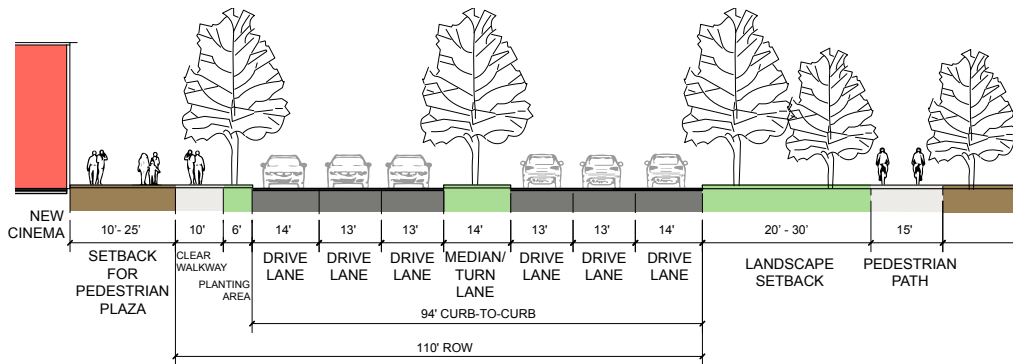 NEW
CINEMA
10'- 25' 10' 6' 14' 13' 13' 14' 13' 13' 14' 20' - 30' 15'
SETBACK
FOR
PEDESTRIAN
PLAZA
CLEAR
WALKWAY
PLANTING
AREA
DRIVE
LANE
DRIVE
LANE
DRIVE
LANE
MEDIAN/
TURN
LANE
DRIVE
LANE
DRIVE
LANE
DRIVE
LANE
LANDSCAPE
SETBACK
PEDESTRIAN
PATH
94' CURB-TO-CURB
110' ROW